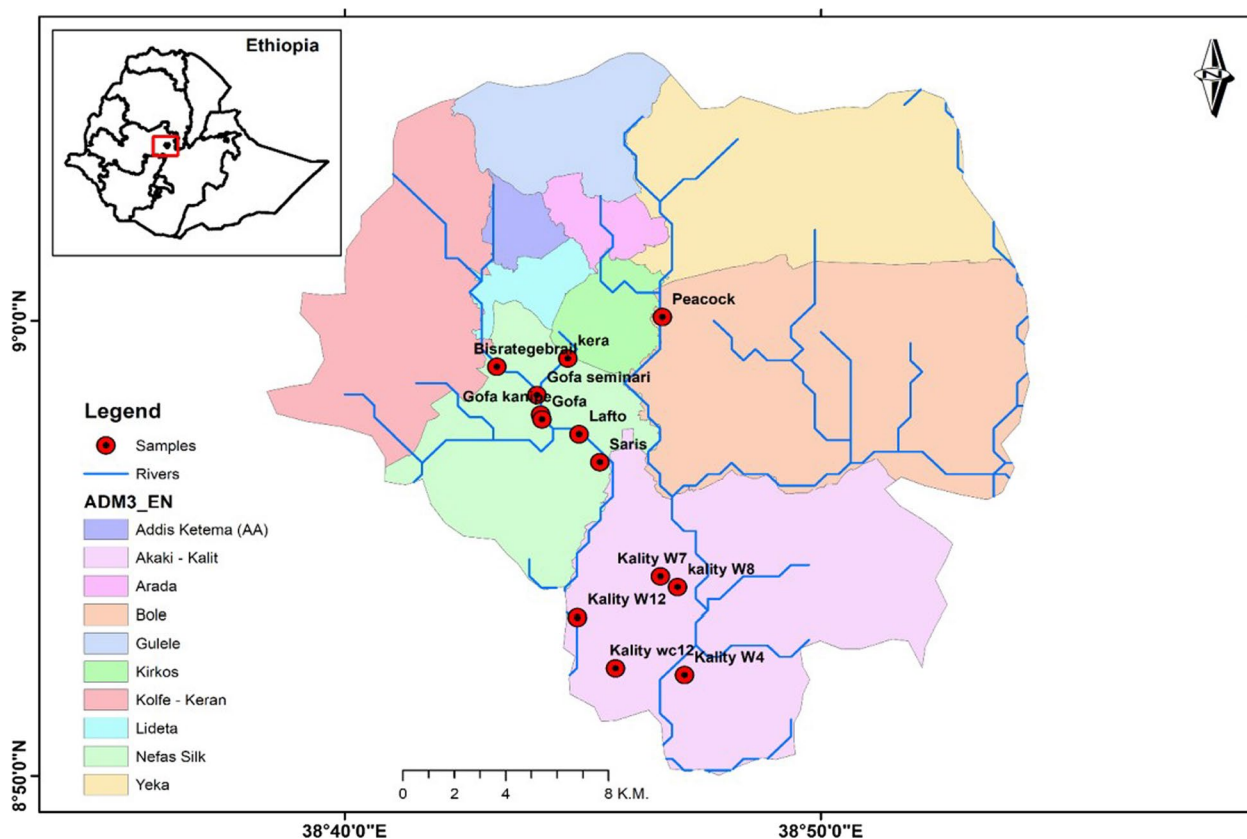 Ethiopia
N
9°0'0"N
8°50'0"N
Peacock
kera
Bisrategebrail
Gofa seminari
Gofa
Lafto
Saris
Kality W7
kality W8
Kality W12
Kality wc12
Kality W4
Legend
Samples
Rivers
ADM3_EN
Addis Ketema (AA)
Akaki - Kalit
Arada
Bole
Gulele
Kirkos
Kolfe - Keran
Lideta
Nefas Silk
Yeka
0 2 4 8 K.M.
38°40'0"E
38°50'0"E